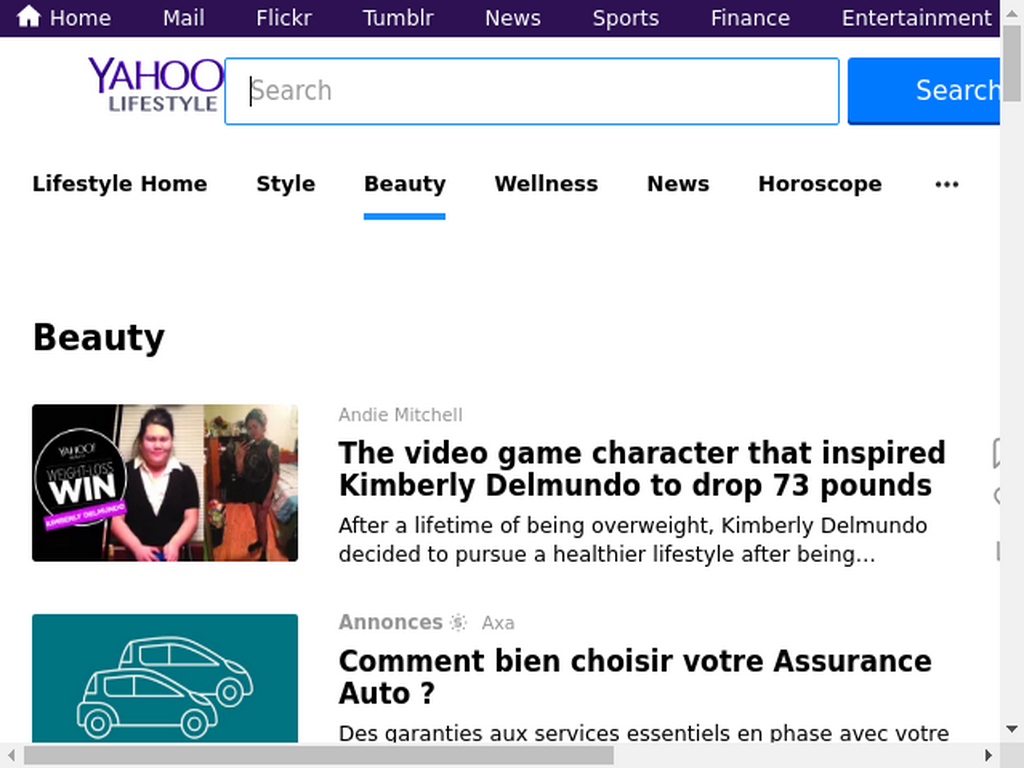 Home Mail Flickr Tumblr News Sports Finance Entertainment
YAHOO
LIFESTYLE
Search
Search
Lifestyle Home Style Beauty Wellness News Horoscope •••
Beauty
YAHOO!
WEIGHT-LOSS
WIN
KIMBERLY DELMUNDO
Andie Mitchell
The video game character that inspired
Kimberly Delmundo to drop 73 pounds
After a lifetime of being overweight, Kimberly Delmundo
decided to pursue a healthier lifestyle after being...
Annonces Axa
Comment bien choisir votre Assurance
Auto ?
Des garanties aux services essentiels en phase avec votre